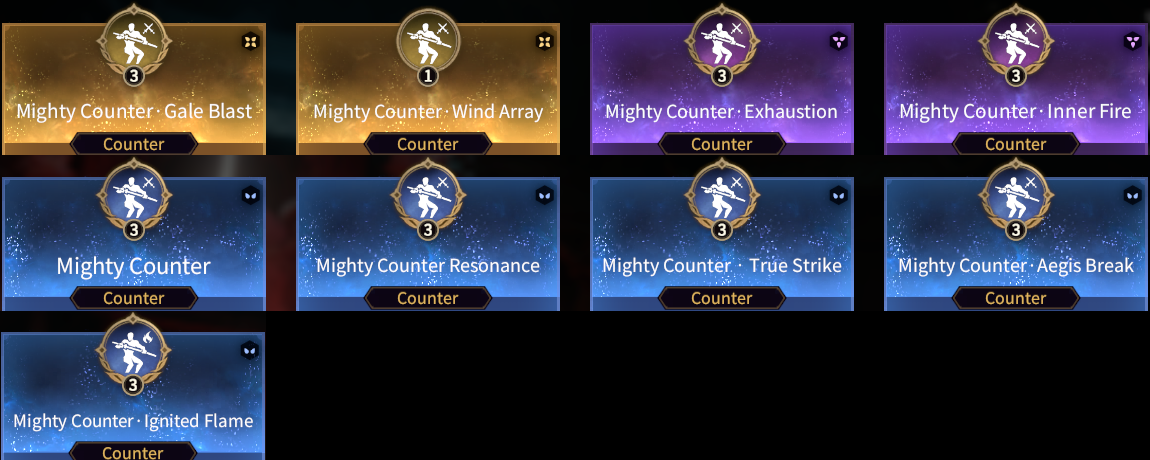 3
1
3
3
Mighty Counter·Gale Blast
Mighty Counter·Wind Array
Mighty Counter·Exhaustion
Mighty Counter·Inner Fire
Counter
Counter
Counter
Counter
3
3
3
3
Mighty Counter
Mighty Counter Resonance
Mighty Counter · True Strike
Mighty Counter·Aegis Break
Counter
Counter
Counter
Counter
3
Mighty Counter·Ignited Flame
Counter